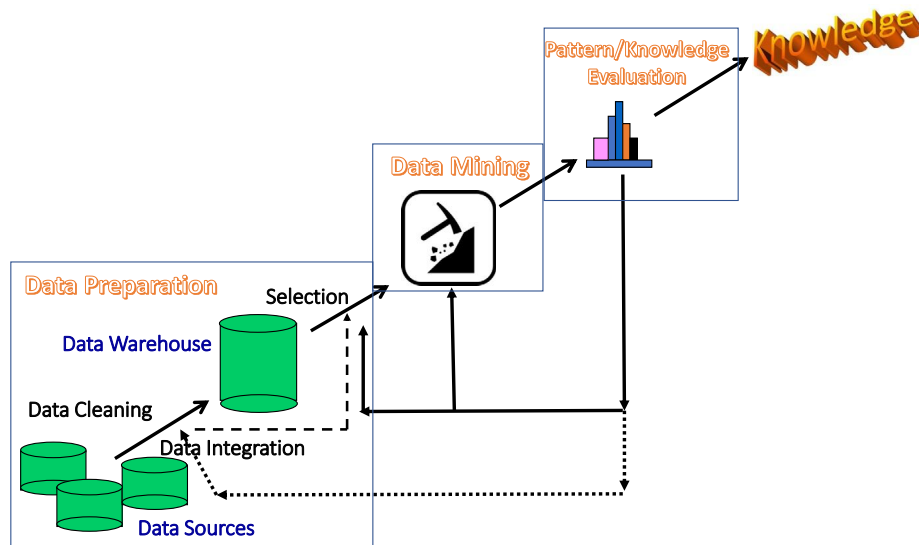 Knowledge
Pattern/Knowledge
Evaluation
Data Mining
Data Preparation
Selection
Data Warehouse
Data Cleaning
Data Integration
Data Sources